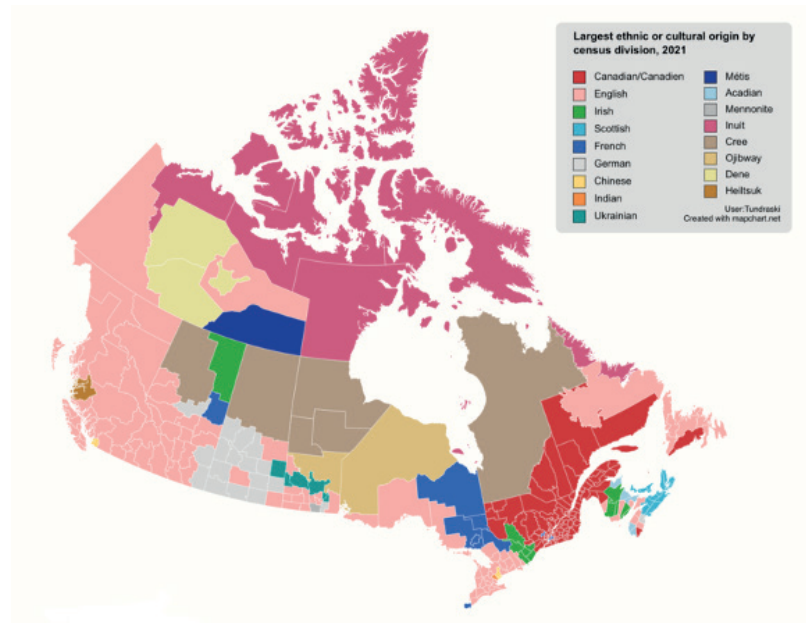 Largest ethnic or cultural origin by
census division, 2021
Canadian/Canadien
English
Irish
Scottish
French
German
Chinese
Indian
Ukrainian
Métis
Acadian
Mennonite
Inuit
Cree
Ojibway
Dene
Heiltsuk
User:Tundraski
Created with mapchart.net